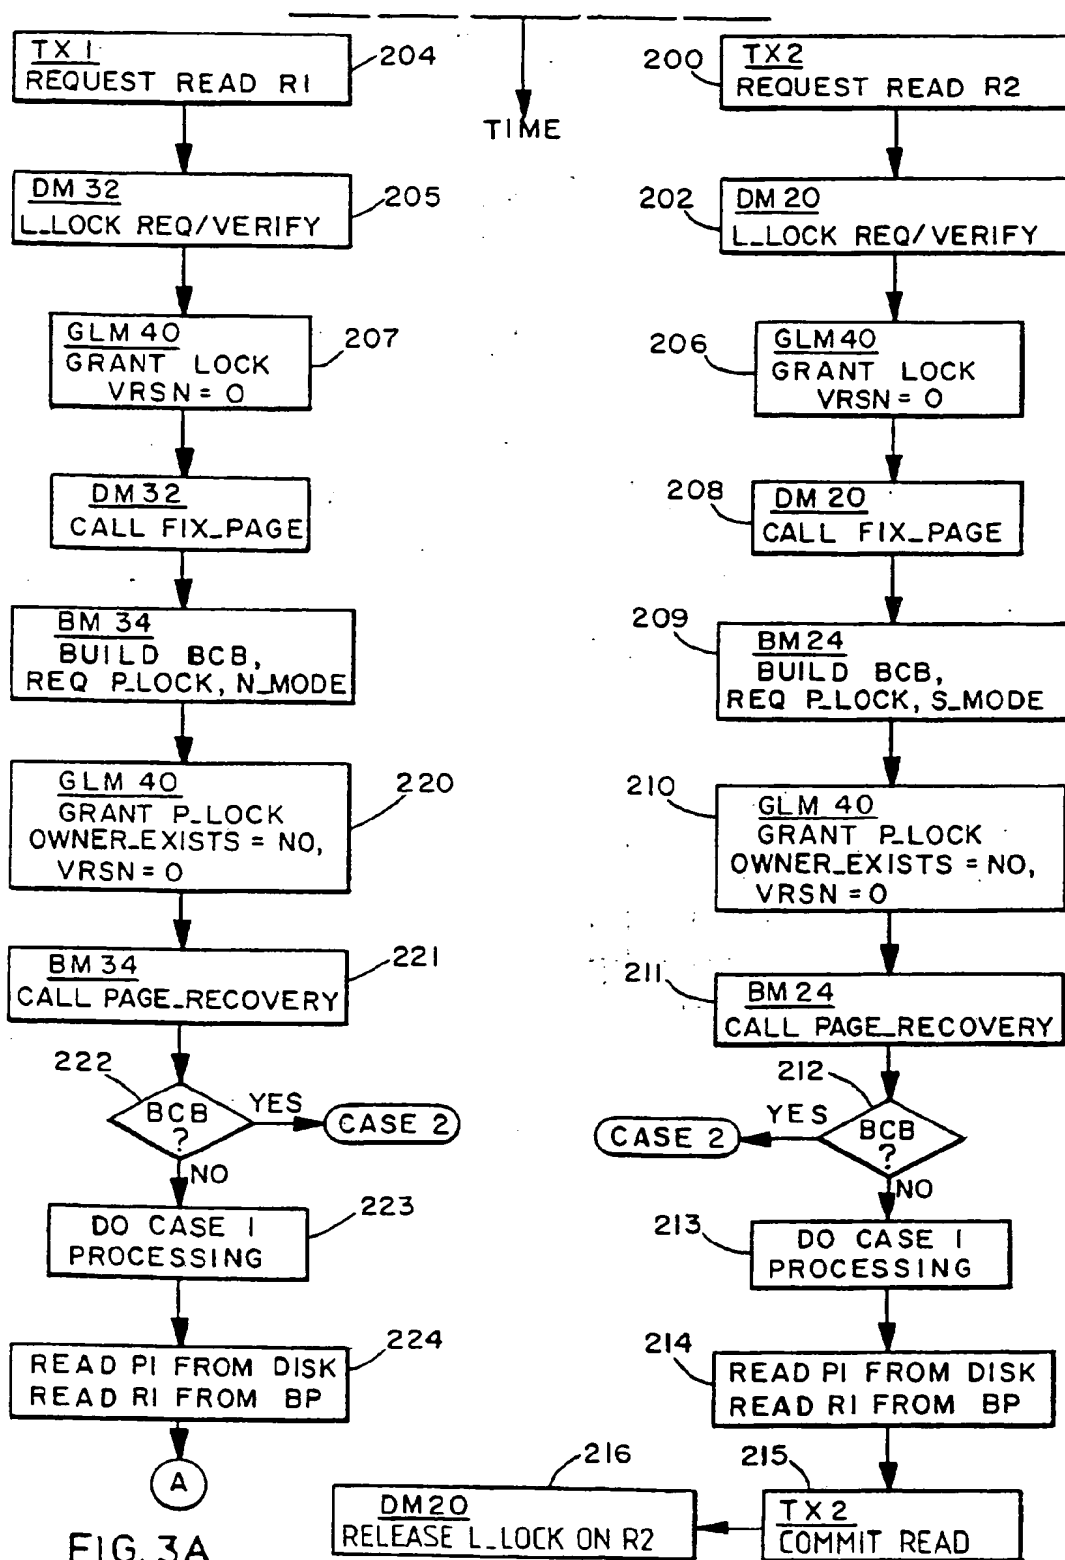 TIME
TX 1
REQUEST READ R1
204
DM 32
L_LOCK REQ/VERIFY
205
GLM 40
GRANT LOCK
VRSN = 0
207
DM 32
CALL FIX_PAGE
BM 34
BUILD BCB,
REQ P_LOCK, N_MODE
GLM 40
GRANT P_LOCK
OWNER_EXISTS = NO,
VRSN = 0
220
BM 34
CALL PAGE_RECOVERY
221
222
BCB
?
YES
CASE 2
NO
DO CASE 1
PROCESSING
223
READ P1 FROM DISK
READ R1 FROM BP
224
A
FIG. 3A
200
TX 2
REQUEST READ R2
202
DM 20
L_LOCK REQ/VERIFY
206
GLM 40
GRANT LOCK
VRSN = 0
208
DM 20
CALL FIX_PAGE
209
BM 24
BUILD BCB,
REQ P_LOCK, S_MODE
210
GLM 40
GRANT P_LOCK
OWNER_EXISTS = NO,
VRSN = 0
211
BM 24
CALL PAGE_RECOVERY
212
BCB
?
YES
CASE 2
NO
213
DO CASE 1
PROCESSING
214
READ P1 FROM DISK
READ R1 FROM BP
215
TX 2
COMMIT READ
216
DM 20
RELEASE L_LOCK ON R2